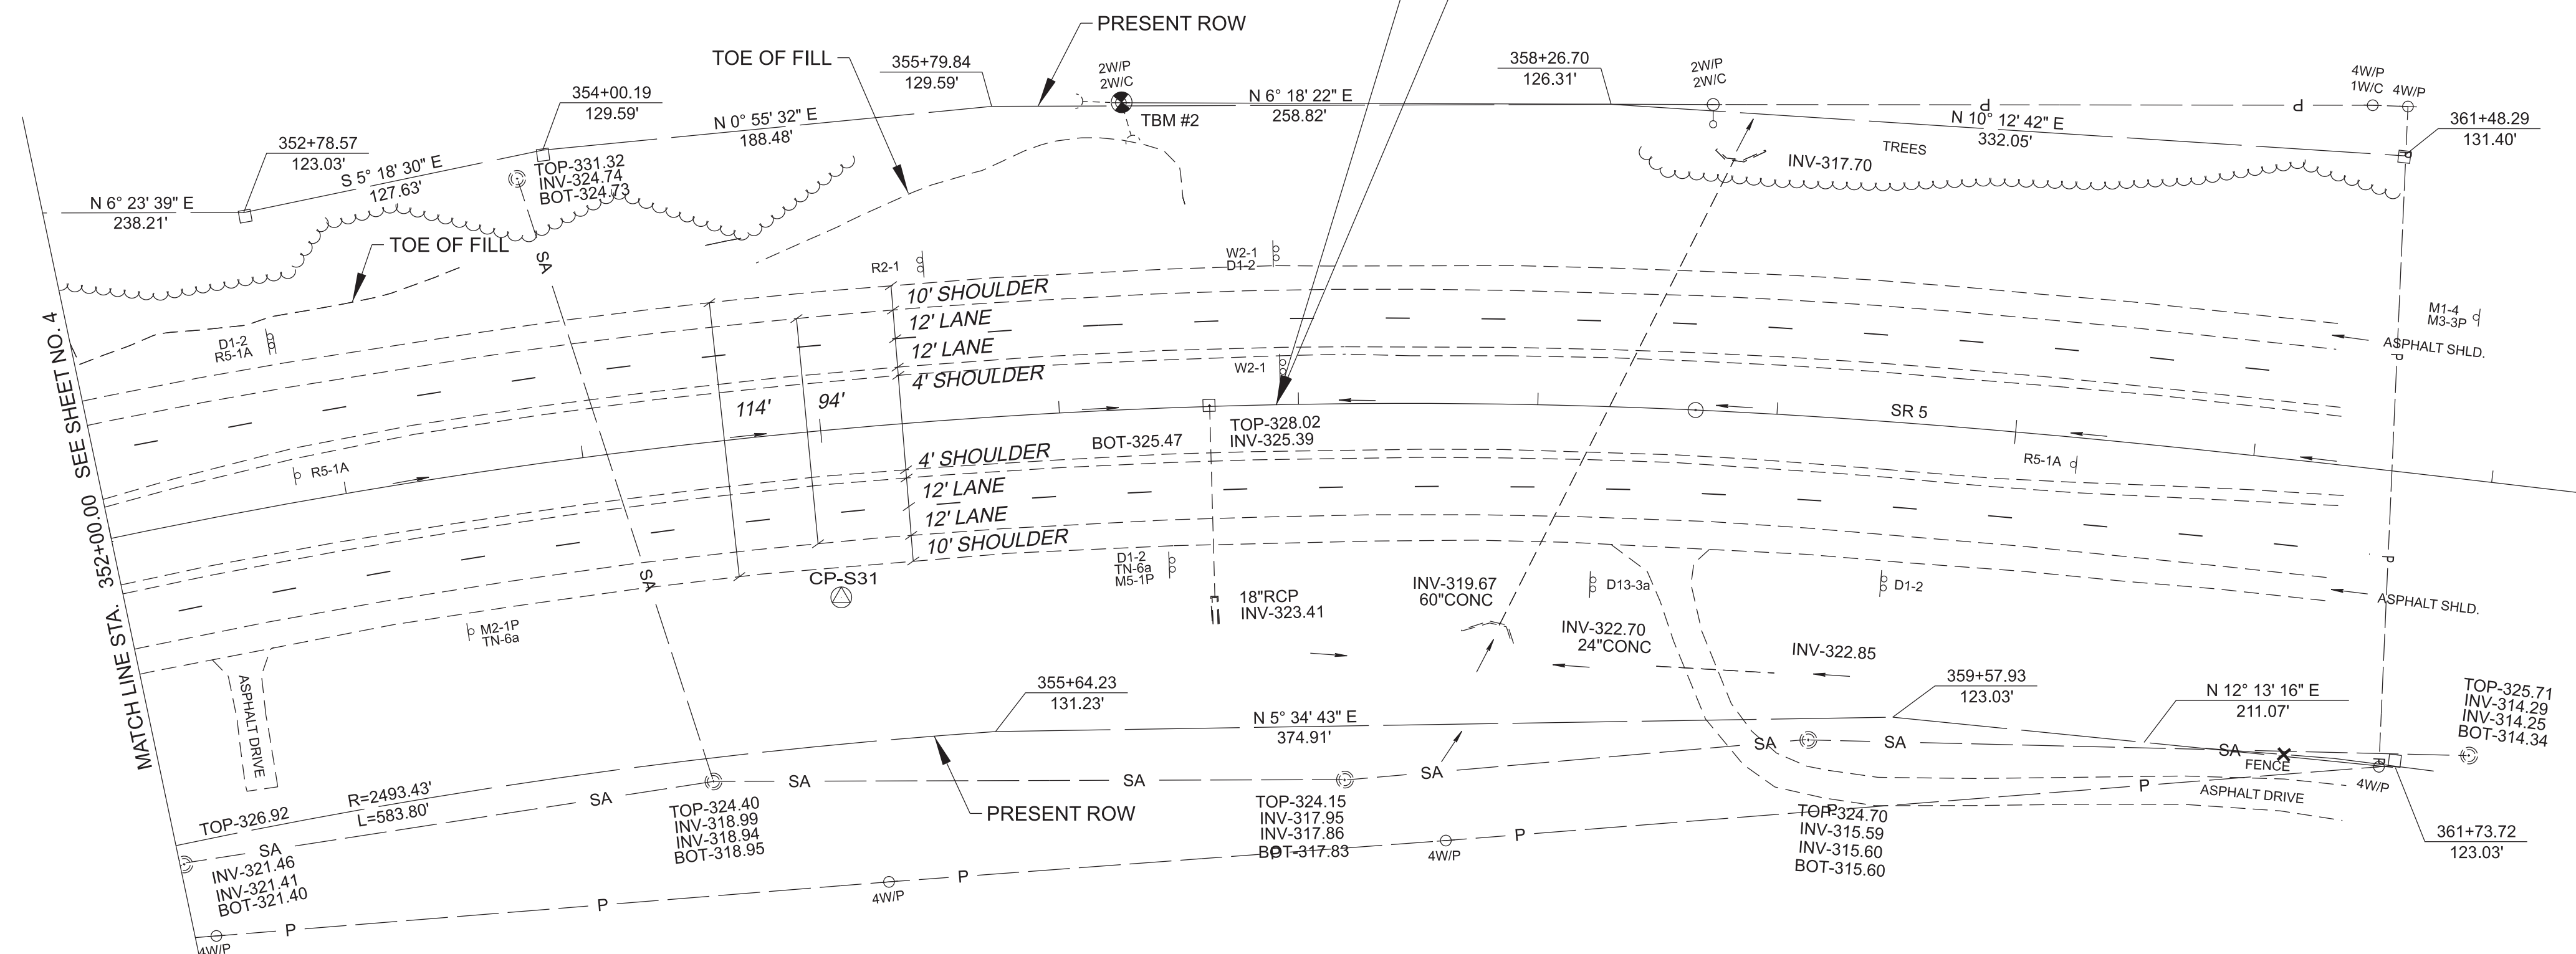 PRESENT ROW
TOE OF FILL
355+79.84
129.59'
2W/P
2W/C
358+26.70
126.31'
2W/P
2W/C
4W/P
1W/C
4W/P
354+00.19
129.59'
N 6° 18' 22" E
258.82'
P
P
N 10° 12' 42" E
332.05'
361+48.29
131.40'
TBM #2
N 0° 55' 32" E
188.48'
352+78.57
123.03'
S 5° 18' 30" E
127.63'
TOP-331.32
INV-324.74
BOT-324.73
TREES
INV-317.70
P
N 6° 23' 39" E
238.21'
TOE OF FILL
SA
R2-1
W2-1
D1-2
10' SHOULDER
12' LANE
12' LANE
4' SHOULDER
D1-2
R5-1A
W2-1
M1-4
M3-3P
ASPHALT SHLD.
P
114'
94'
SR 5
TOP-328.02
INV-325.39
BOT-325.47
R5-1A
4' SHOULDER
12' LANE
12' LANE
10' SHOULDER
R5-1A
MATCH LINE STA. 352+00.00 SEE SHEET NO. 4
SA
CP-S31
D1-2
TN-6a
M5-1P
18"RCP
INV-323.41
INV-319.67
60"CONC
D13-3a
D1-2
P
ASPHALT SHLD.
M2-1P
TN-6a
INV-322.70
24"CONC
INV-322.85
ASPHALT DRIVE
355+64.23
131.23'
N 5° 34' 43" E
374.91'
359+57.93
123.03'
N 12° 13' 16" E
211.07'
TOP-325.71
INV-314.29
INV-314.25
BOT-314.34
SA
SA
SA
FENCE
P
4W/P
R=2493.43'
L=583.80'
SA
SA
SA
SA
PRESENT ROW
P
ASPHALT DRIVE
TOP-326.92
SA
INV-321.46
INV-321.41
BOT-321.40
TOP-324.40
INV-318.99
INV-318.94
BOT-318.95
TOP-324.15
INV-317.95
INV-317.86
BOT-317.83
P
TOP-324.70
INV-315.59
INV-315.60
BOT-315.60
P
361+73.72
123.03'
4W/P
P
P
4W/P
P
P
4W/P